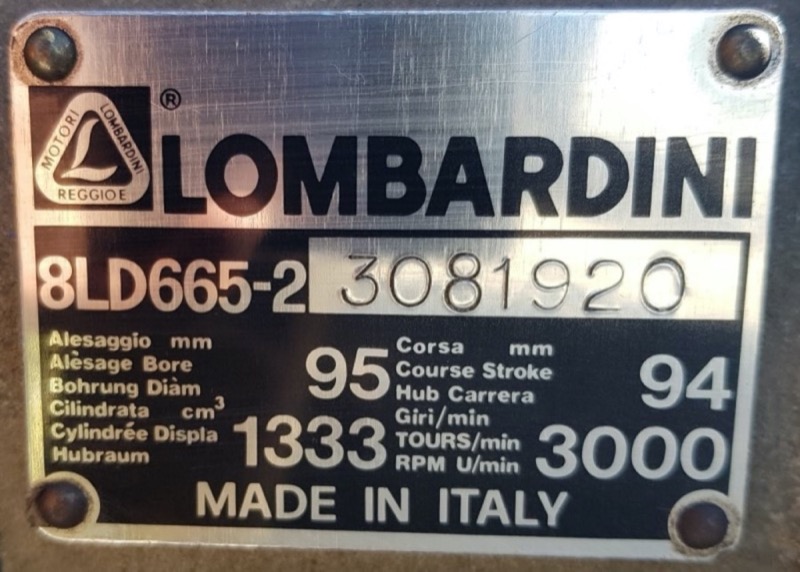 MOTORI LOMBARDINI
REGGIO E
®
LOMBARDINI
8LD665-2 3081920
Alesaggio mm
Alèsage Bore
Bohrung Diàm
95
Corsa mm
Course Stroke
Hub Carrera
94
Cilindrata cm³
Cylindrée Displa
Hubraum
1333
Giri/min
TOURS/min
RPM U/min
3000
MADE IN ITALY